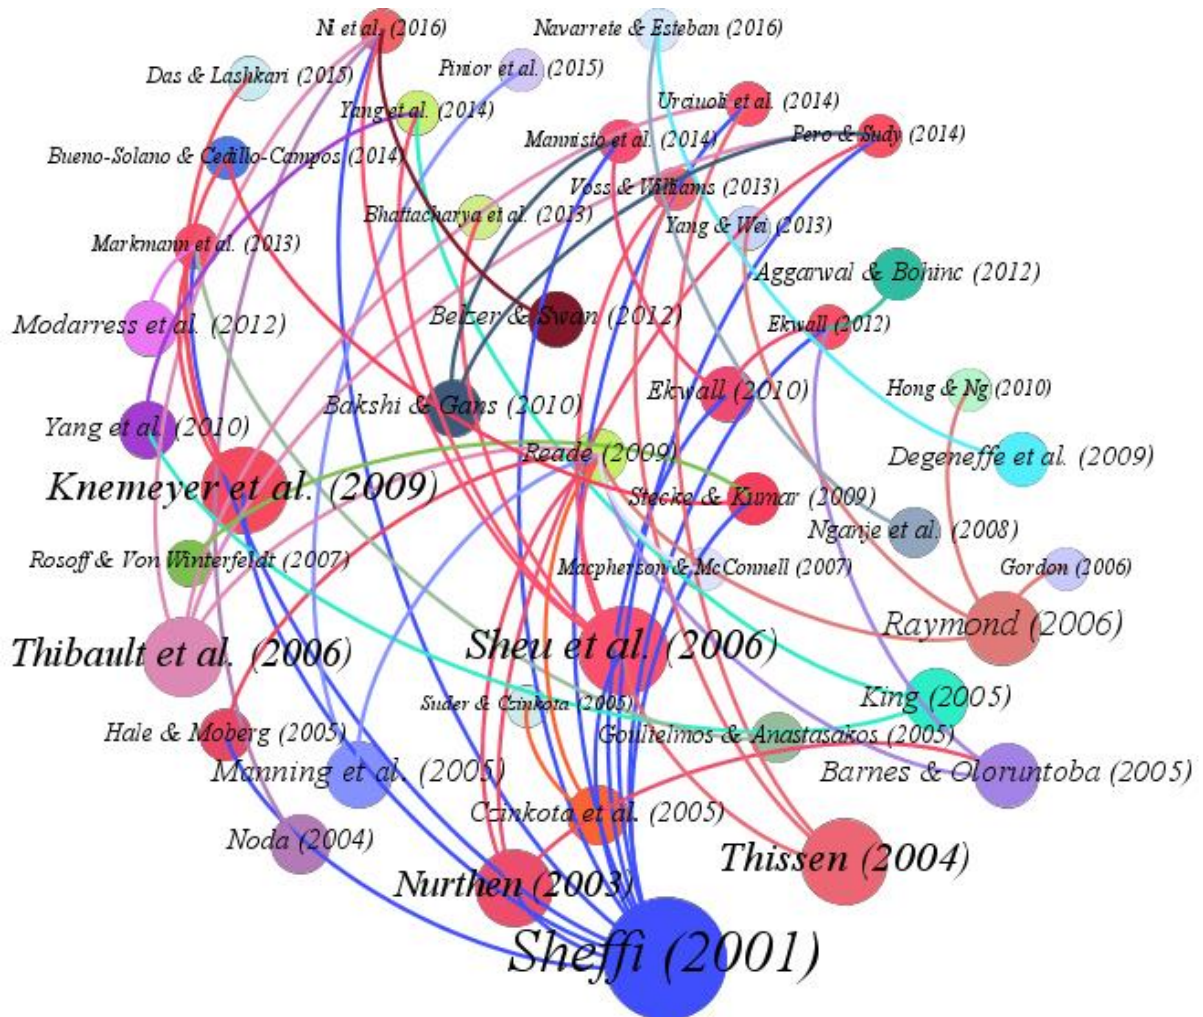 Ni et al. (2016)
Navarrete & Esteban (2016)
Das & Lashkari (2015)
Pinior et al. (2015)
Yang et al. (2014)
Urciuoli et al. (2014)
Mannisto et al. (2014)
Pero & Sudy (2014)
Bueno-Solano & Cedillo-Campos (2014)
Voss & Williams (2013)
Bhattacharya et al. (2013)
Yang & Wei (2013)
Markmann et al. (2013)
Aggarwal & Bohinc (2012)
Modarress et al. (2012)
Belzer & Swan (2012)
Ekwall (2012)
Ekwall (2010)
Hong & Ng (2010)
Bakshi & Gans (2010)
Yang et al. (2010)
Reade (2009)
Degeneffe et al. (2009)
Knemeyer et al. (2009)
Stecke & Kumar (2009)
Nganje et al. (2008)
Rosoff & Von Winterfeldt (2007)
Macpherson & McConnell (2007)
Gordon (2006)
Raymond (2006)
Thibault et al. (2006)
Sheu et al. (2006)
King (2005)
Suder & Czinkota (2005)
Hale & Moberg (2005)
Goulielmos & Anastasakos (2005)
Manning et al. (2005)
Barnes & Oloruntoba (2005)
Czinkota et al. (2005)
Noda (2004)
Thissen (2004)
Nurthen (2003)
Sheffi (2001)